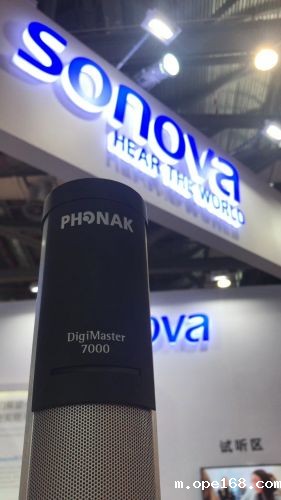 sonova
HEAR THE WORLD
PHONAK
DigiMaster
7000
ova
试听区
m.ope168.com